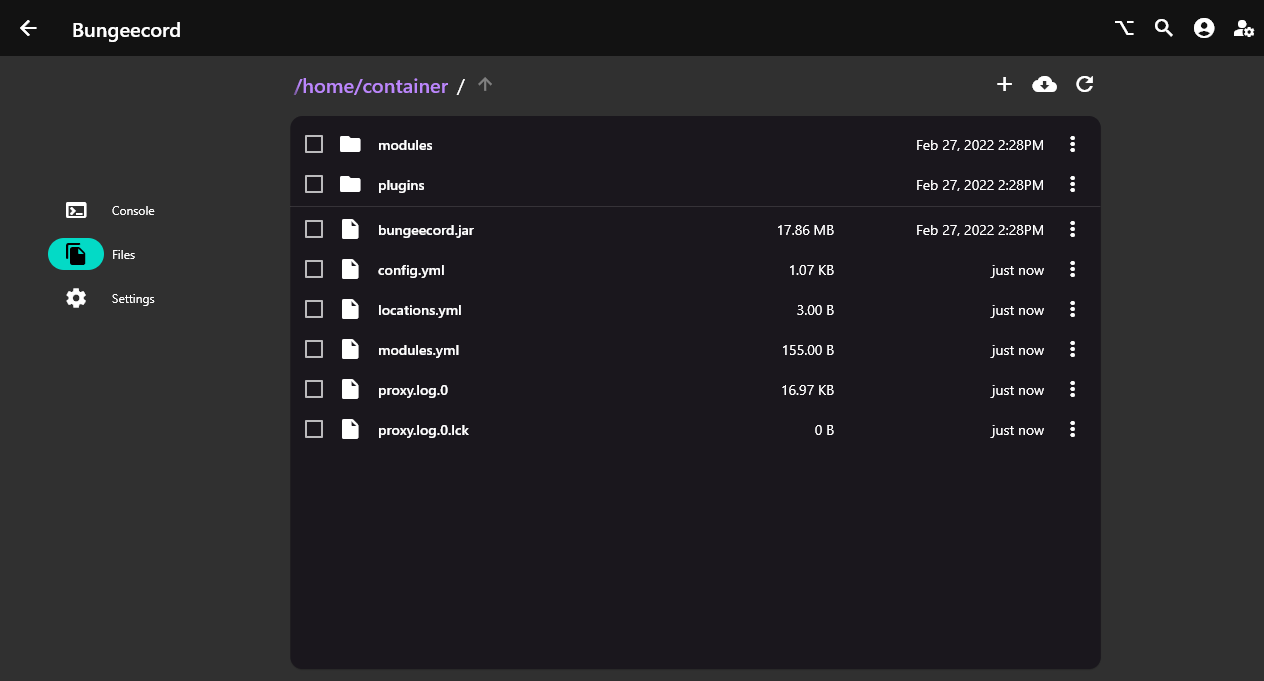 Bungeecord
/home/container /
Console
Files
Settings
modules Feb 27, 2022 2:28PM
plugins Feb 27, 2022 2:28PM
bungeecord.jar 17.86 MB Feb 27, 2022 2:28PM
config.yml 1.07 KB just now
locations.yml 3.00 B just now
modules.yml 155.00 B just now
proxy.log.0 16.97 KB just now
proxy.log.0.lck 0 B just now